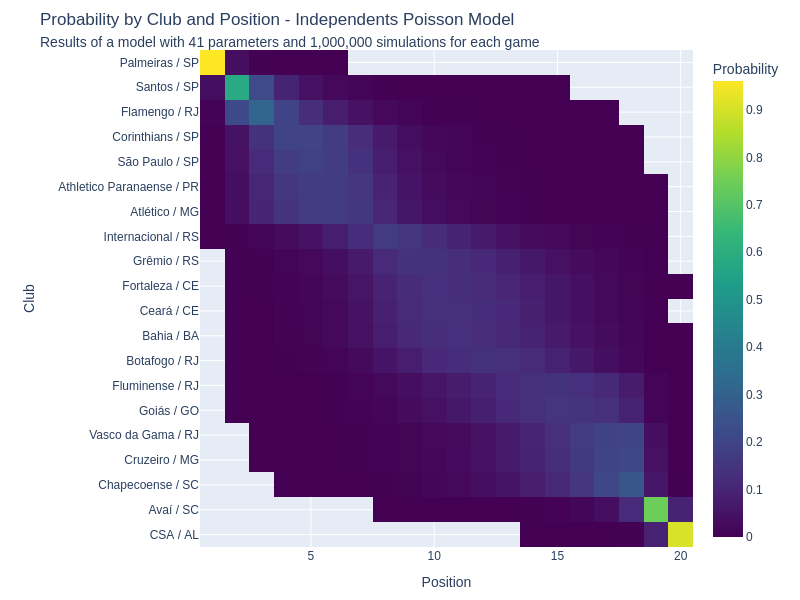 Probability by Club and Position - Independents Poisson Model
Results of a model with 41 parameters and 1,000,000 simulations for each game
Probability
Palmeiras / SP
Santos / SP
Flamengo / RJ
Corinthians / SP
São Paulo / SP
Athletico Paranaense / PR
Atlético / MG
Internacional / RS
Grêmio / RS
Fortaleza / CE
Ceará / CE
Bahia / BA
Botafogo / RJ
Fluminense / RJ
Goiás / GO
Vasco da Gama / RJ
Cruzeiro / MG
Chapecoense / SC
Avaí / SC
CSA / AL
Club
5
10
15
20
Position
0.9
0.8
0.7
0.6
0.5
0.4
0.3
0.2
0.1
0